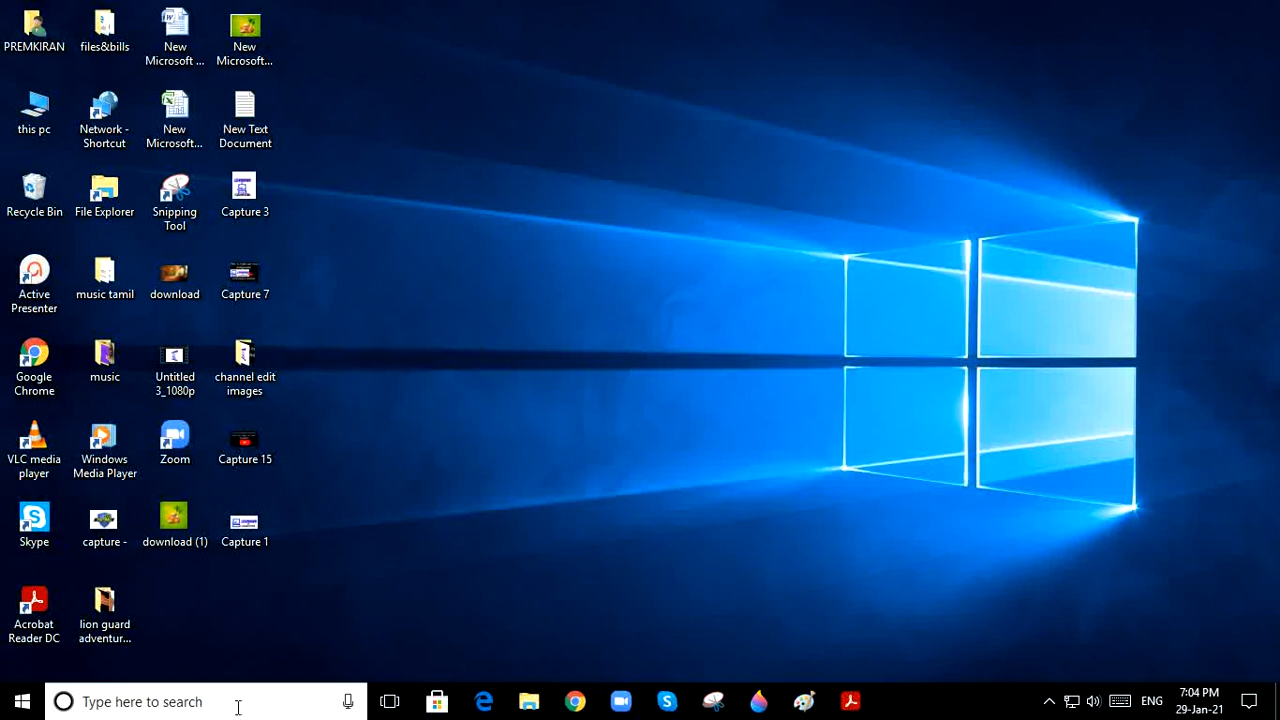 PREMKIRAN
files&bills
New
Microsoft ...
New
Microsoft...
this pc
Network -
Shortcut
New
Microsoft...
New Text
Document
Recycle Bin
File Explorer
Snipping
Tool
Capture 3
Active
Presenter
music tamil
download
Capture 7
Google
Chrome
music
Untitled
3_1080p
channel edit
images
VLC media
player
Windows
Media Player
Zoom
Capture 15
Skype
capture -
download (1)
Capture 1
Acrobat
Reader DC
lion guard
adventur...
Type here to search
ENG
7:04 PM
29-Jan-21